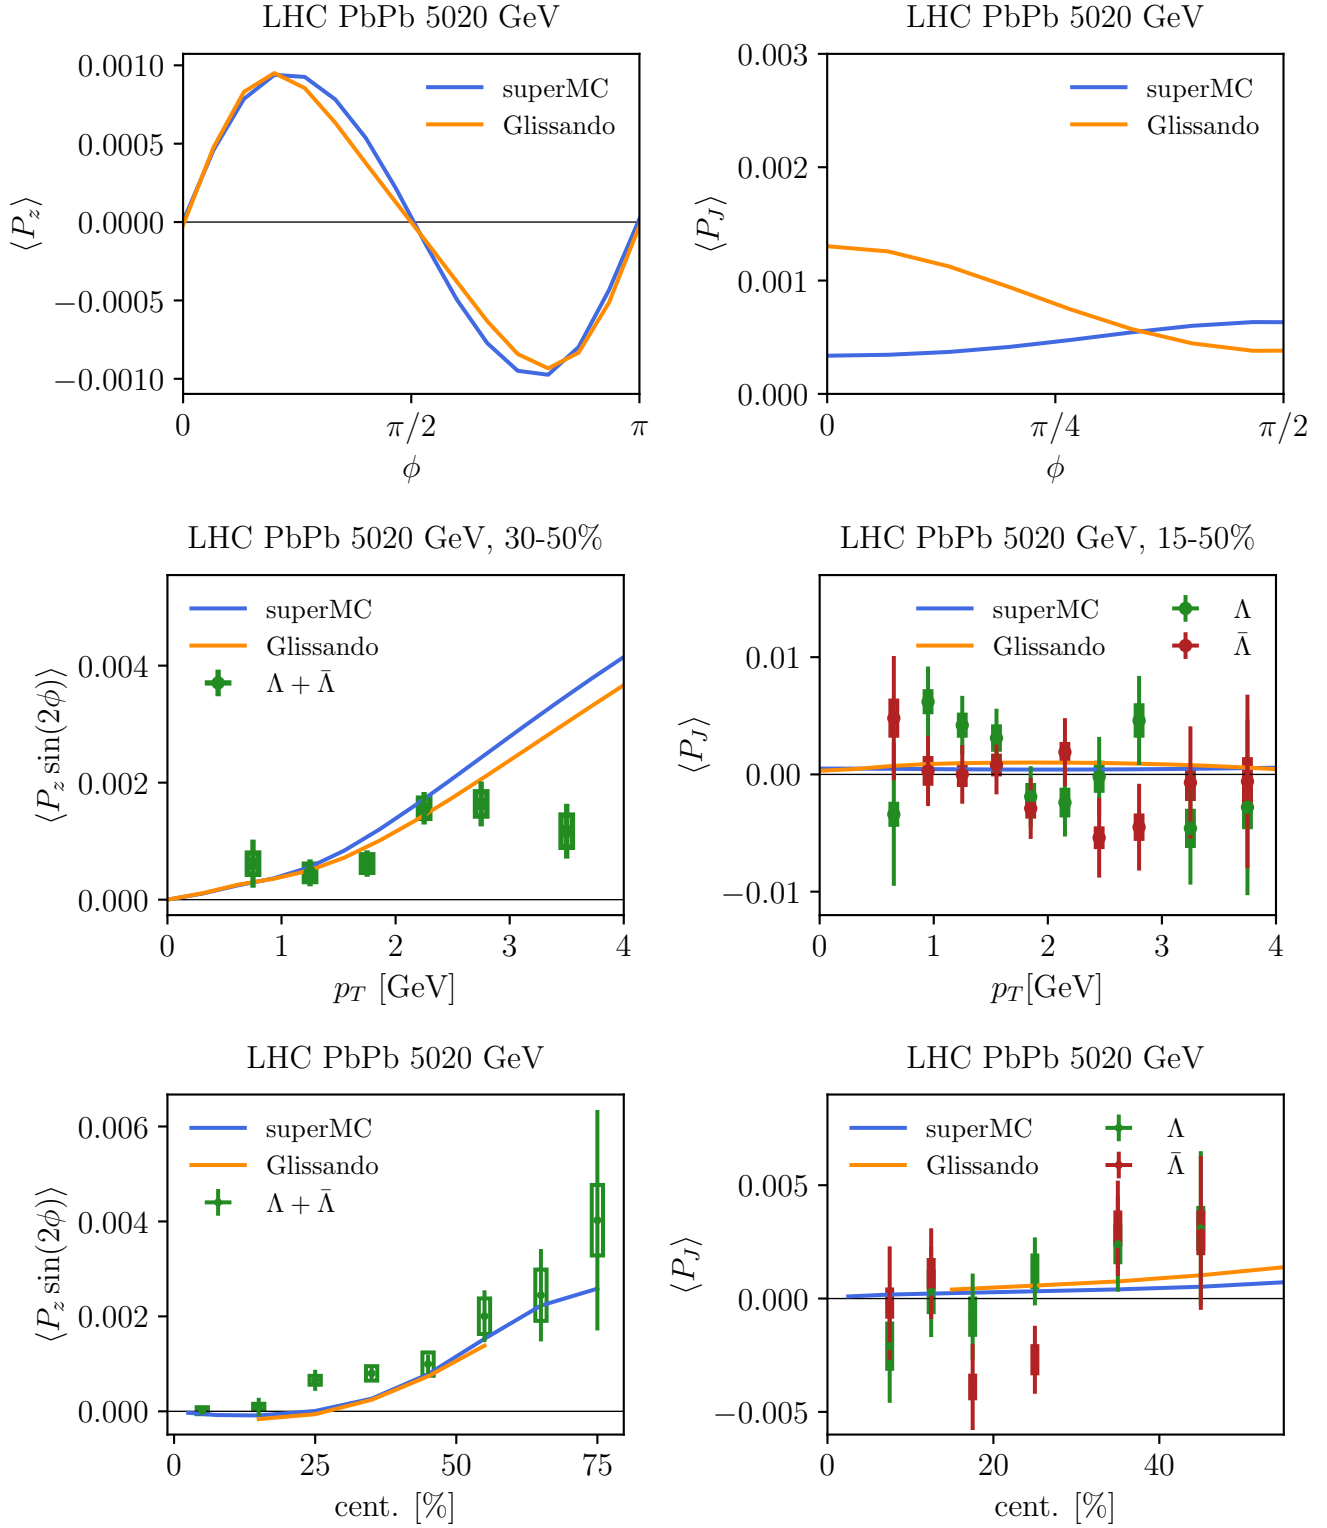 LHC PbPb 5020 GeV
⟨P_z⟩
0.0010
0.0005
0.0000
−0.0005
−0.0010
superMC
Glissando
0
π/2
π
ϕ
LHC PbPb 5020 GeV
⟨P_J⟩
0.003
0.002
0.001
0.000
superMC
Glissando
0
π/4
π/2
ϕ
LHC PbPb 5020 GeV, 30-50%
⟨P_z sin(2ϕ)⟩
0.004
0.002
0.000
superMC
Glissando
Λ + Λ̄
0 1 2 3 4
p_T [GeV]
LHC PbPb 5020 GeV, 15-50%
⟨P_J⟩
0.01
0.00
−0.01
superMC
Glissando
Λ
Λ̄
0 1 2 3 4
p_T[GeV]
LHC PbPb 5020 GeV
⟨P_z sin(2ϕ)⟩
0.006
0.004
0.002
0.000
superMC
Glissando
Λ + Λ̄
0 25 50 75
cent. [%]
LHC PbPb 5020 GeV
⟨P_J⟩
0.005
0.000
−0.005
superMC
Glissando
Λ
Λ̄
0 20 40
cent. [%]